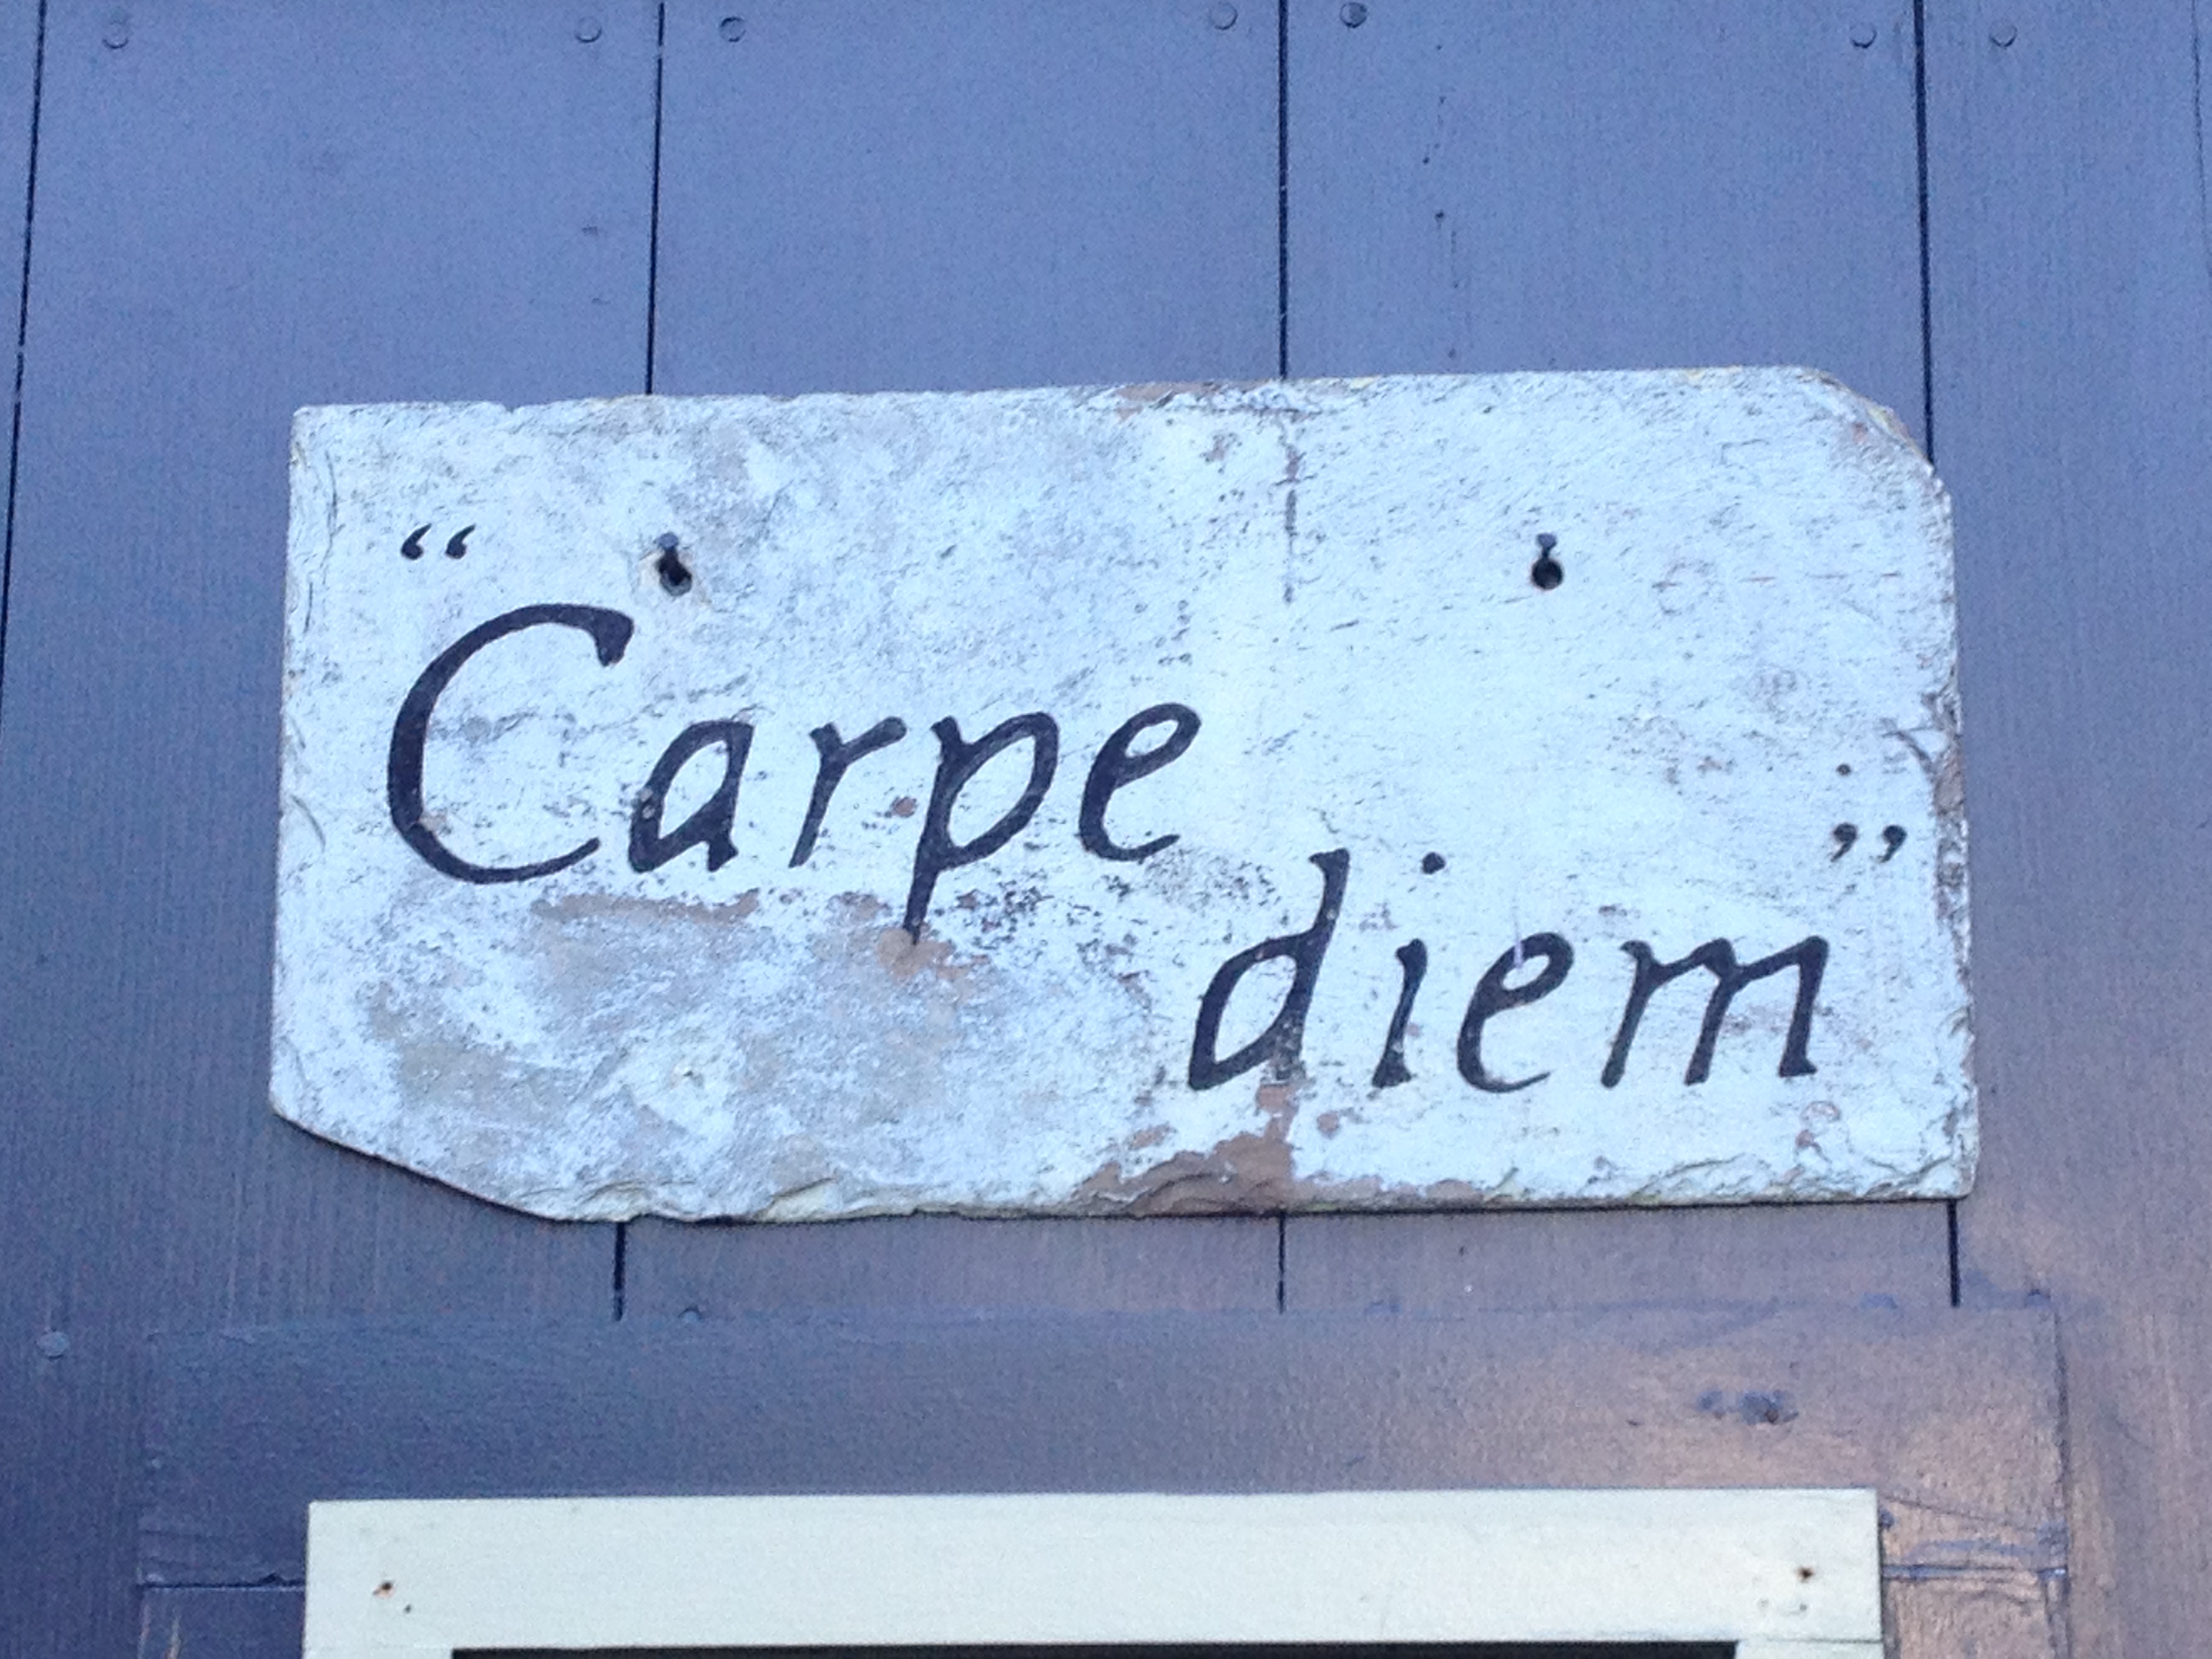 “Carpe
diem”